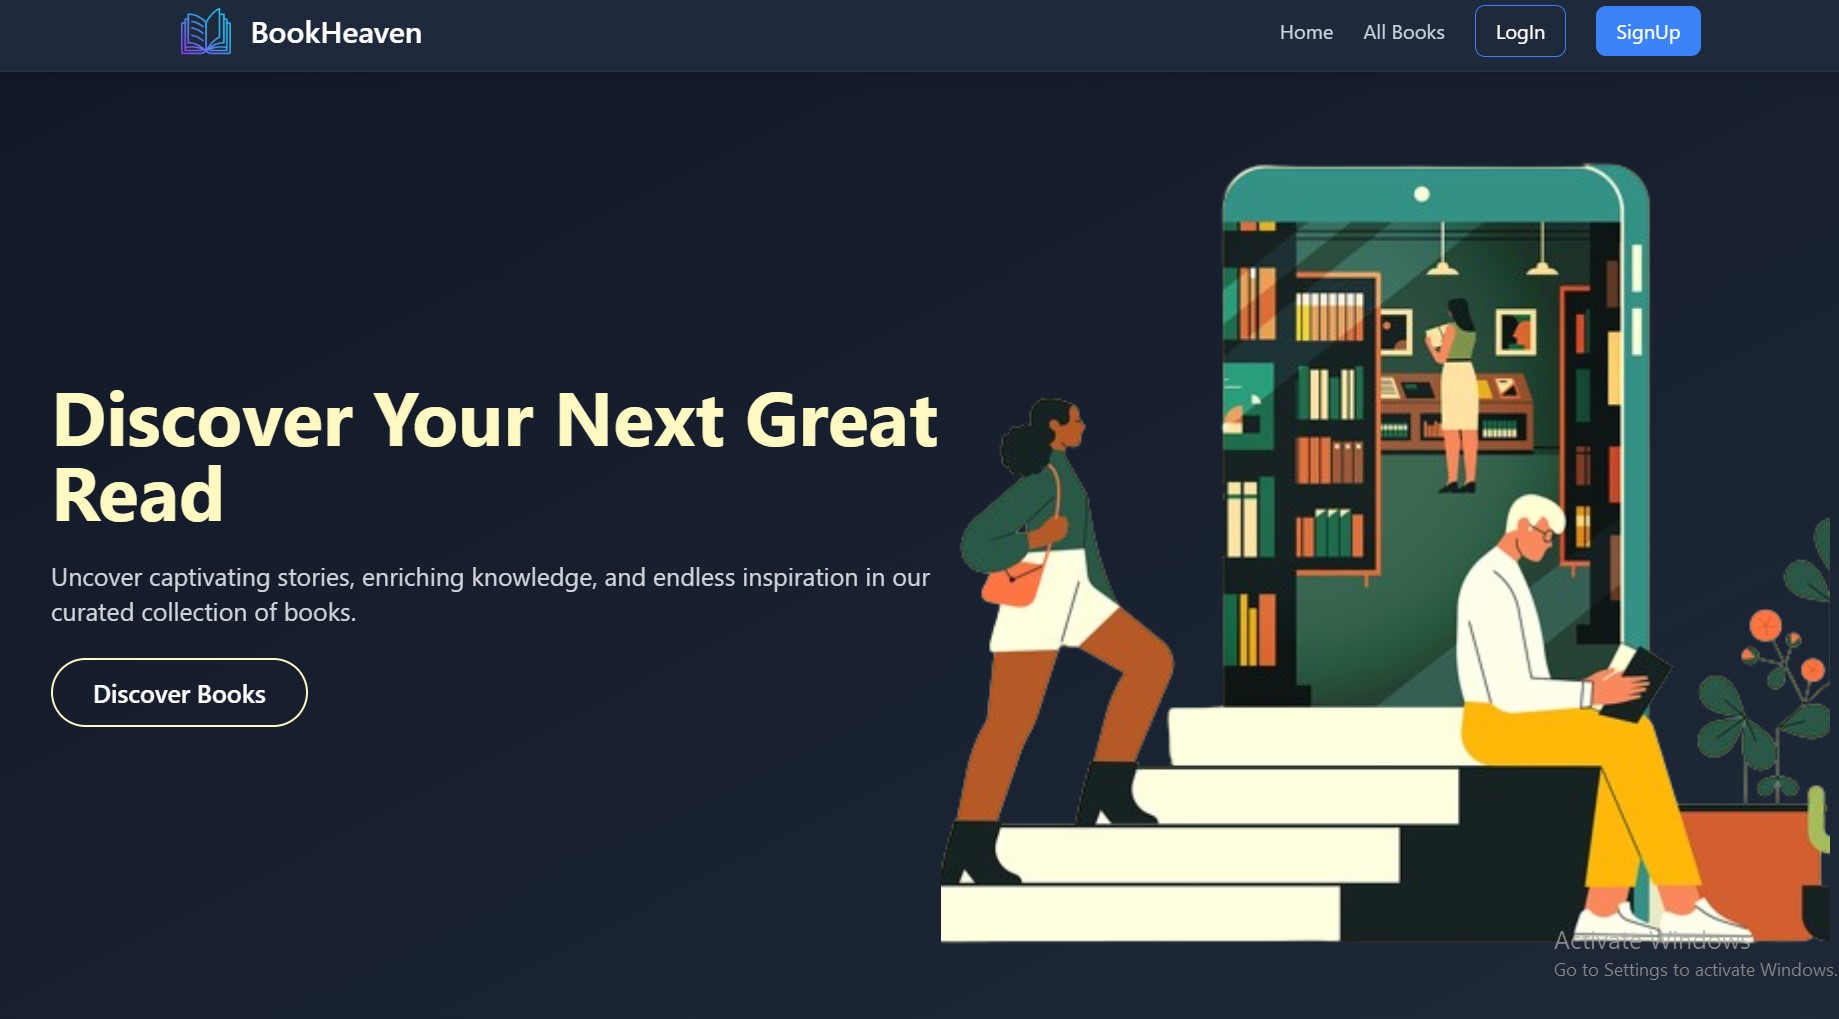 BookHeaven
Home
All Books
LogIn
SignUp
Discover Your Next Great
Read
Uncover captivating stories, enriching knowledge, and endless inspiration in our
curated collection of books.
Discover Books
Activate Windows
Go to Settings to activate Windows.